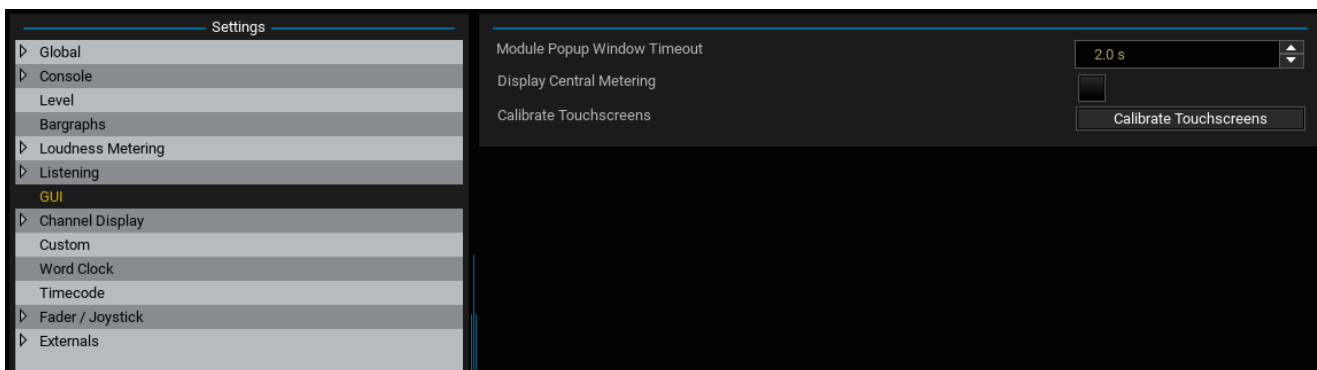 Settings
Global
Console
Level
Bargraphs
Loudness Metering
Listening
GUI
Channel Display
Custom
Word Clock
Timecode
Fader / Joystick
Externals
Module Popup Window Timeout
2.0 s
Display Central Metering
Calibrate Touchscreens
Calibrate Touchscreens